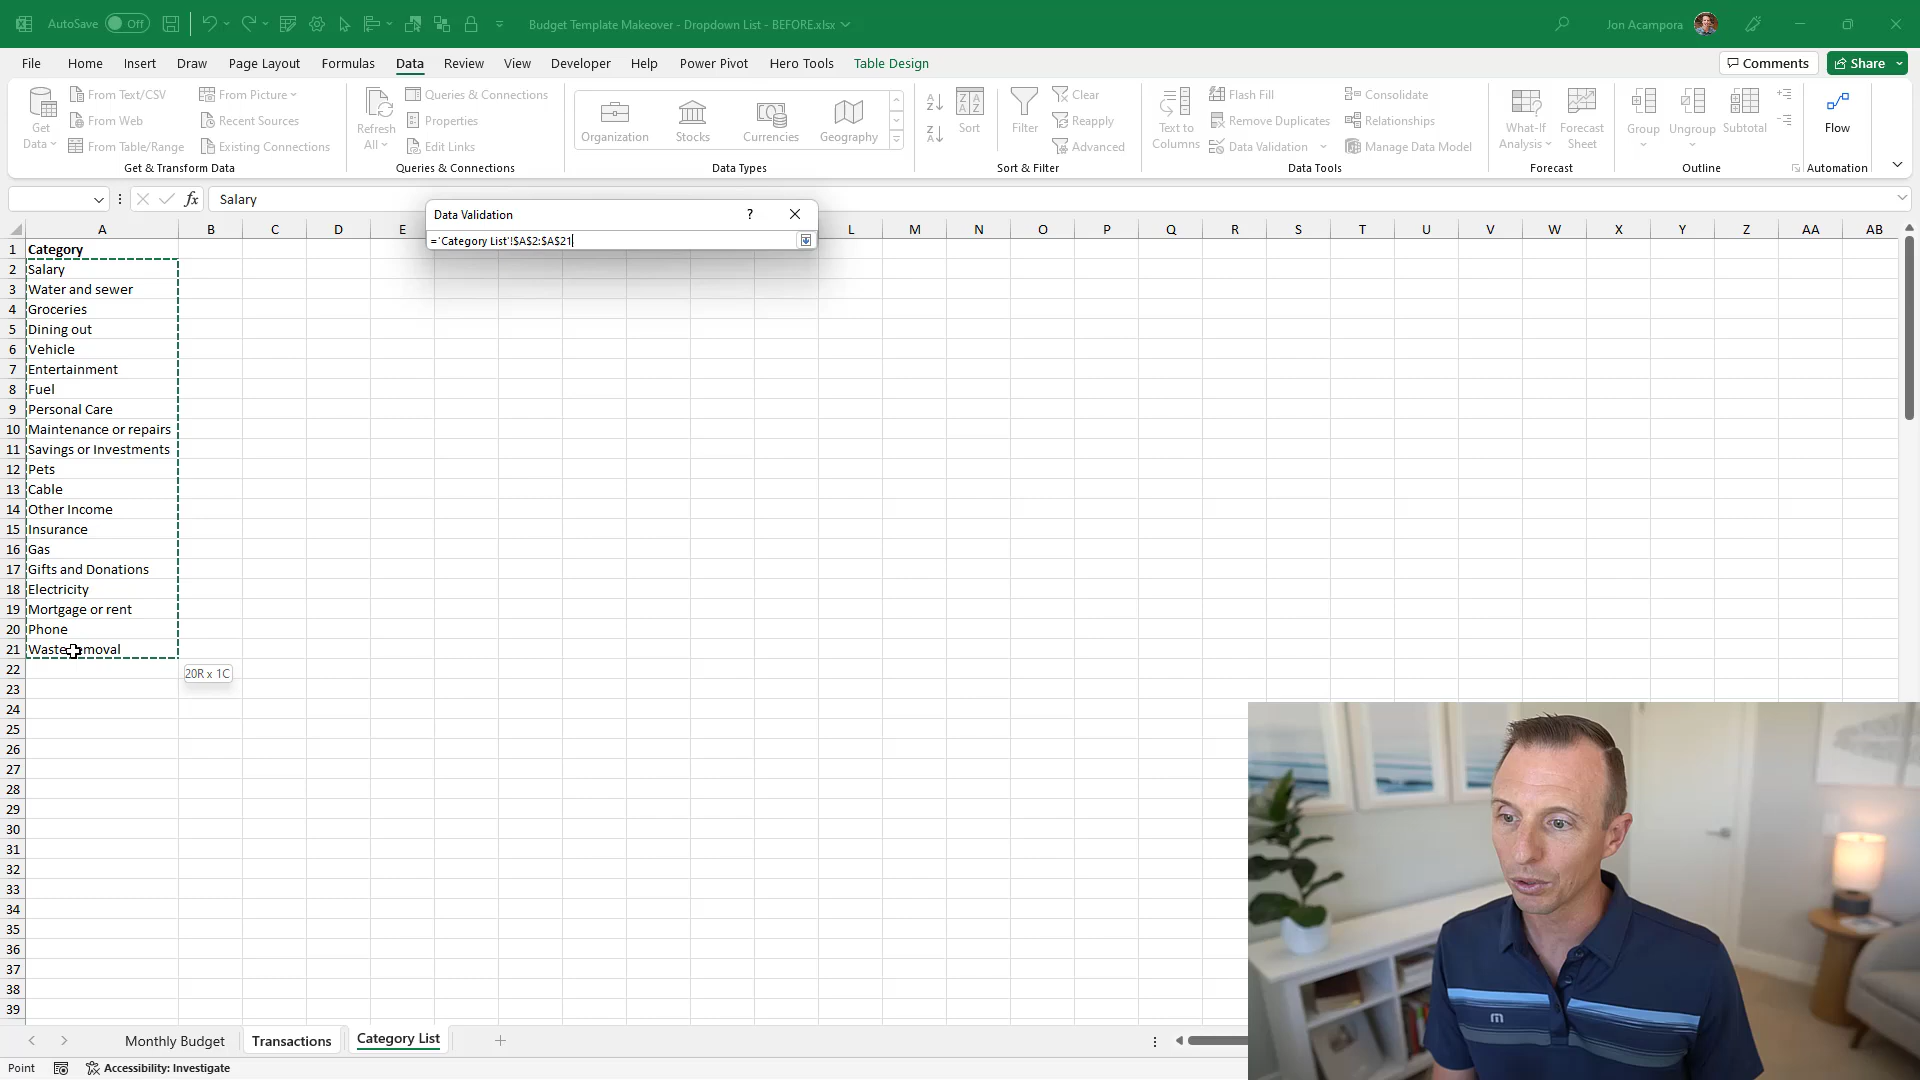 AutoSave Off
Budget Template Makeover - Dropdown List - BEFORE.xlsx
Jon Acampora
File Home Insert Draw Page Layout Formulas Data Review View Developer Help Power Pivot Hero Tools Table Design
Comments Share
Get Data
From Text/CSV
From Web
From Table/Range
From Picture
Recent Sources
Existing Connections
Get & Transform Data
Refresh All
Queries & Connections
Properties
Edit Links
Queries & Connections
Organization Stocks Currencies Geography
Data Types
Sort
Filter
Clear
Reapply
Advanced
Sort & Filter
Text to Columns
Flash Fill
Remove Duplicates
Data Validation
Consolidate
Relationships
Manage Data Model
Data Tools
What-If Analysis
Forecast Sheet
Forecast
Group Ungroup Subtotal
Outline
Flow
Automation
fx Salary
Data Validation ?
='Category List'!$A$2:$A$21
A B C D E L M N O P Q R S T U V W X Y Z AA AB
1 Category
2 Salary
3 Water and sewer
4 Groceries
5 Dining out
6 Vehicle
7 Entertainment
8 Fuel
9 Personal Care
10 Maintenance or repairs
11 Savings or Investments
12 Pets
13 Cable
14 Other Income
15 Insurance
16 Gas
17 Gifts and Donations
18 Electricity
19 Mortgage or rent
20 Phone
21 Waste removal
22
20R x 1C
23
24
25
26
27
28
29
30
31
32
33
34
35
36
37
38
39
Monthly Budget Transactions Category List
Point Accessibility: Investigate